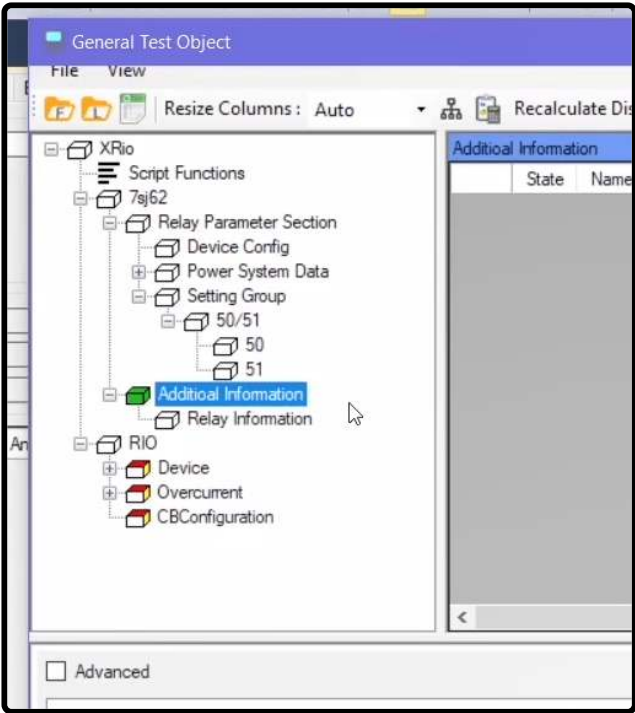 General Test Object
File View
F L Resize Columns : Auto Recalculate Dis
XRio
Script Functions
7sj62
Relay Parameter Section
Device Config
Power System Data
Setting Group
50/51
50
51
Additioal Information
Relay Information
RIO
Device
Overcurrent
CBConfiguration
Additioal Information
State Name
An
Advanced